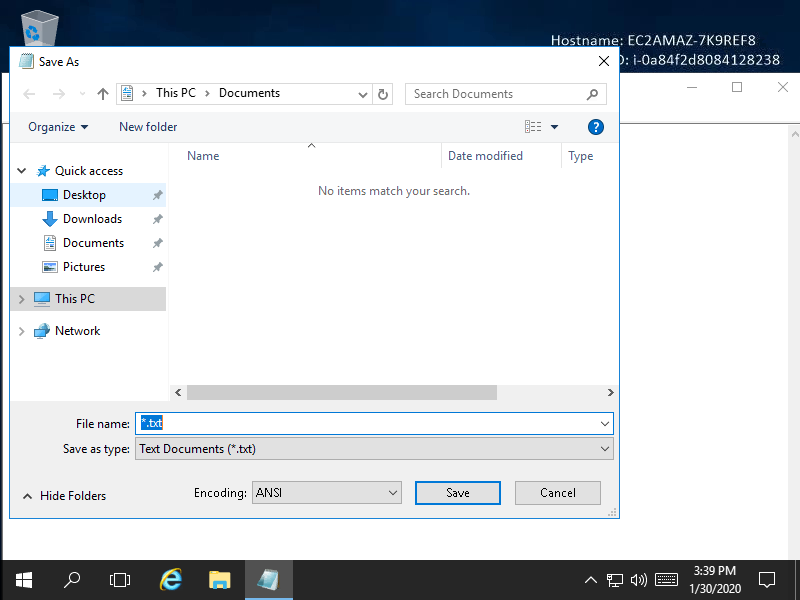 Hostname: EC2AMAZ-7K9REF8
D: i-0a84f2d8084128238
Save As
This PC
Documents
Search Documents
Organize
New folder
?
Name
Date modified
Type
No items match your search.
Quick access
Desktop
Downloads
Documents
Pictures
This PC
Network
File name: *.txt
Save as type: Text Documents (*.txt)
Hide Folders
Encoding: ANSI
Save
Cancel
3:39 PM
1/30/2020